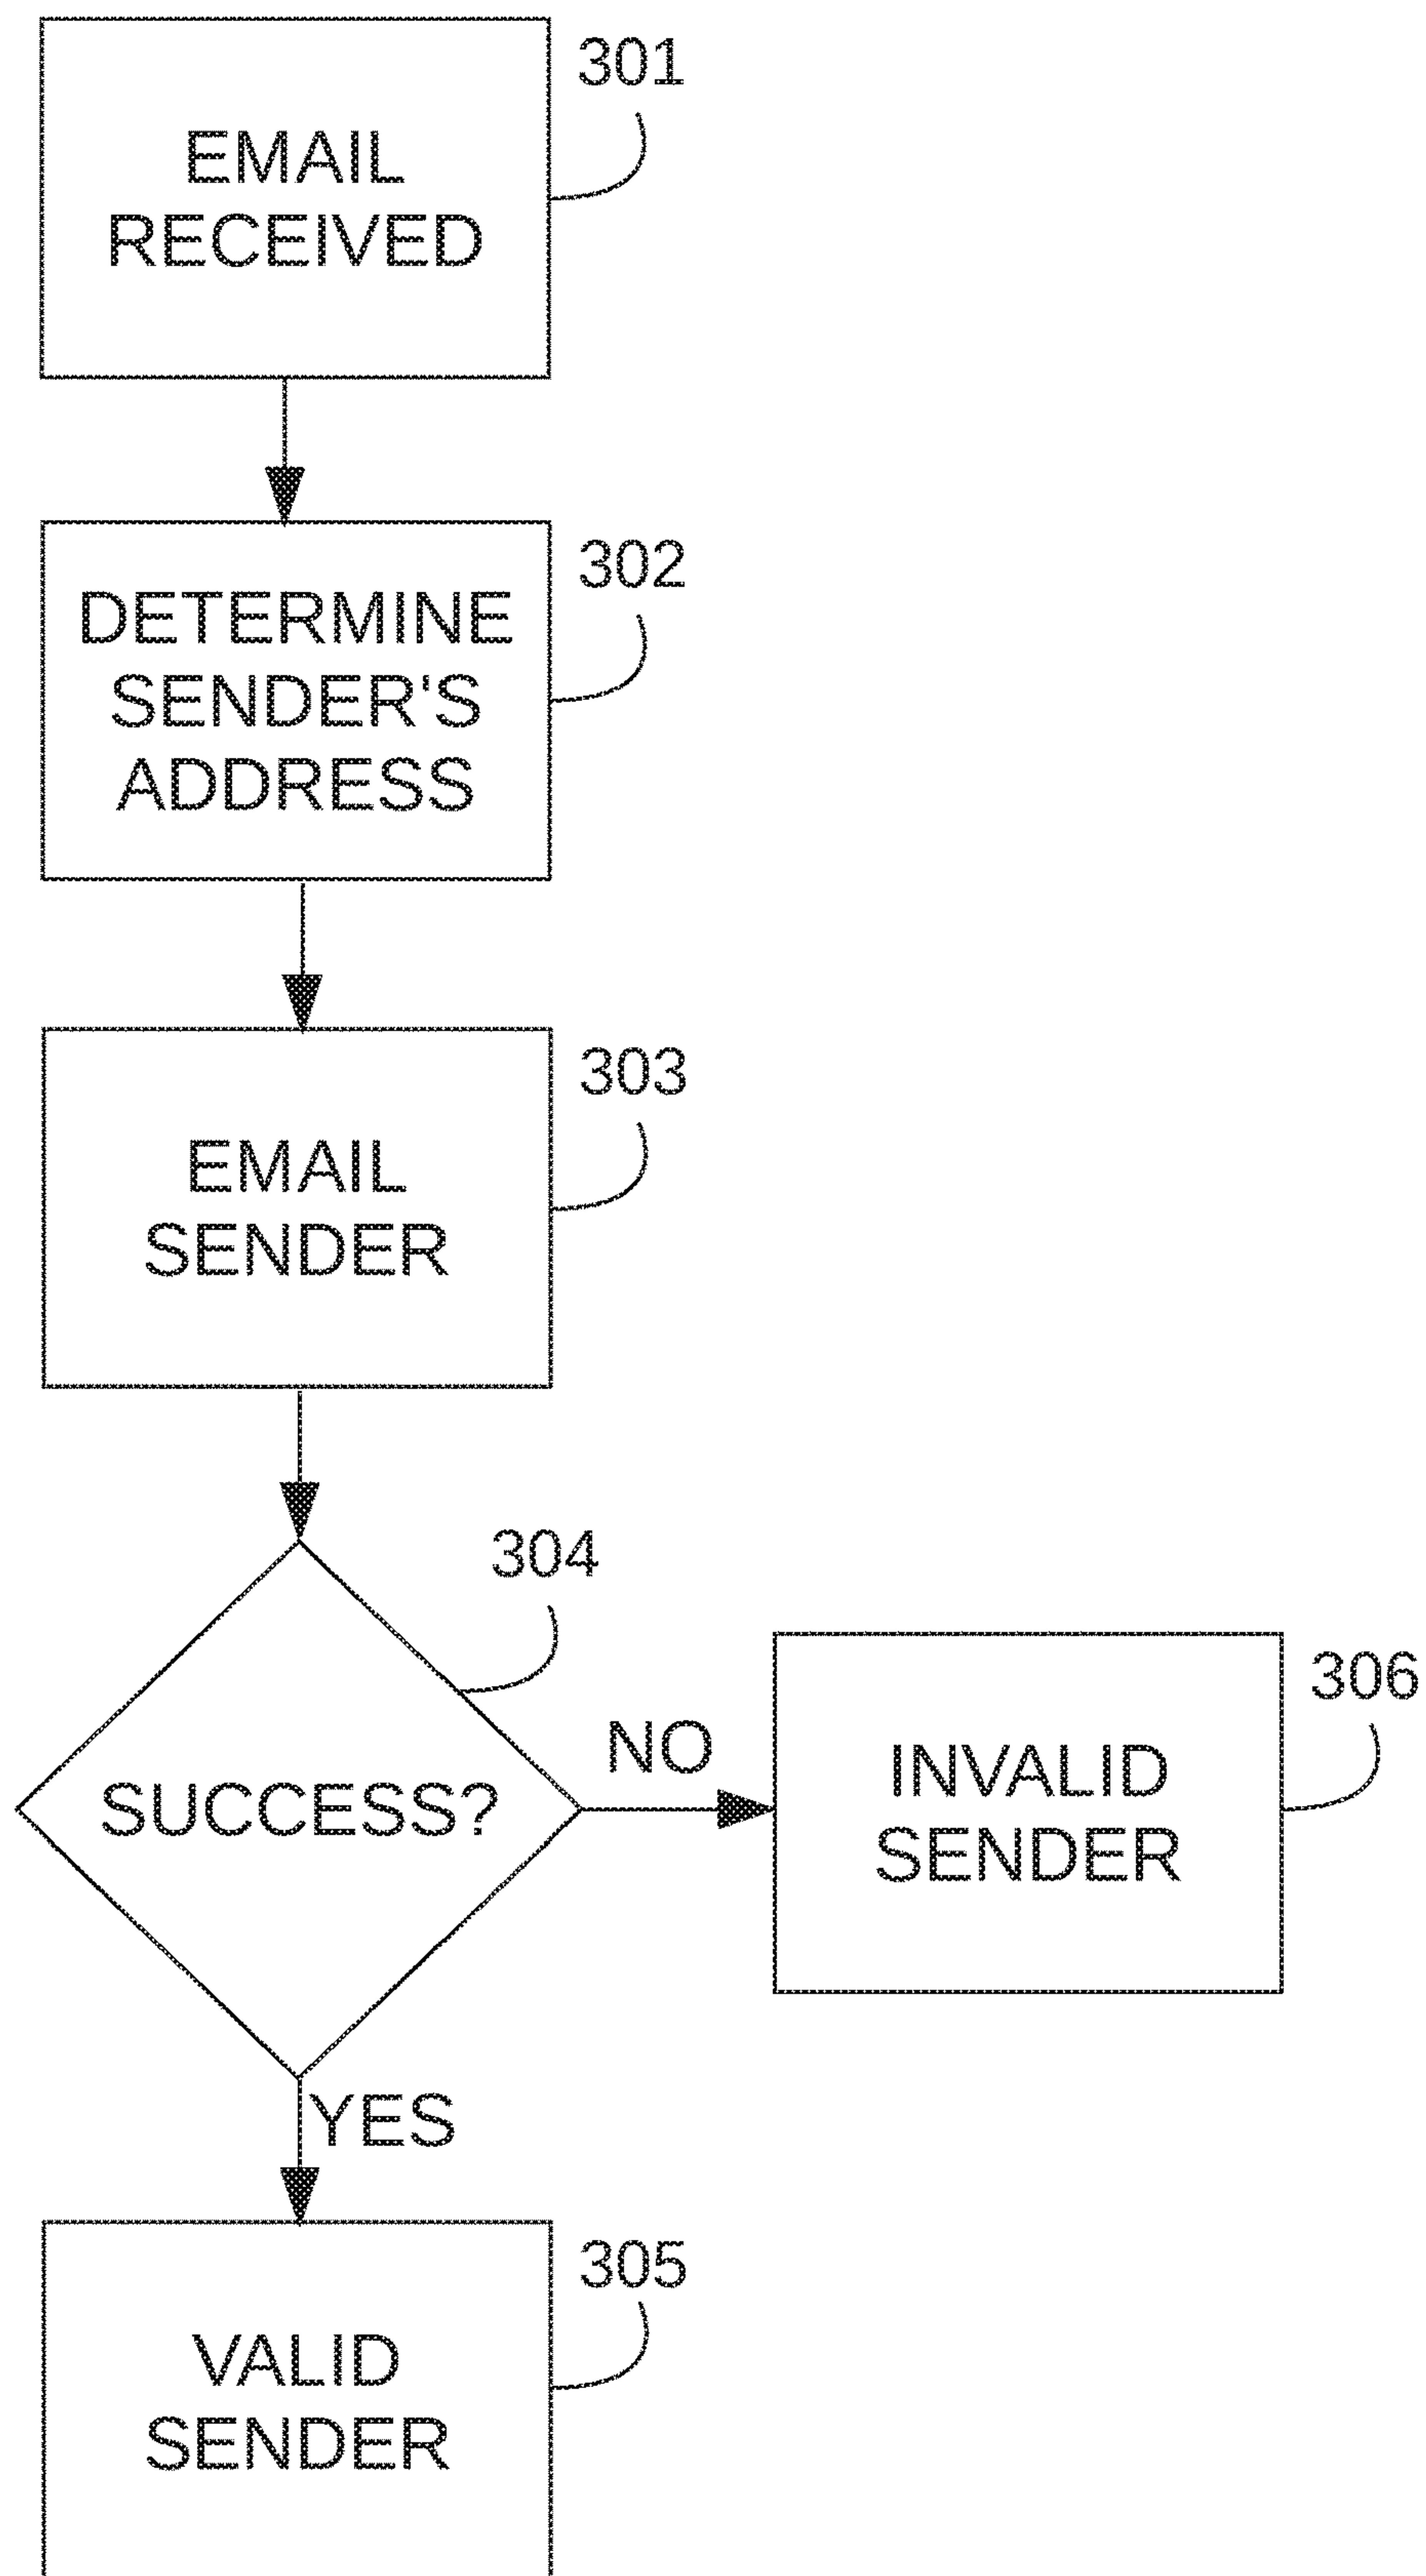 301
EMAIL
RECEIVED
302
DETERMINE
SENDER'S
ADDRESS
303
EMAIL
SENDER
304
SUCCESS?
NO
306
INVALID
SENDER
YES
305
VALID
SENDER